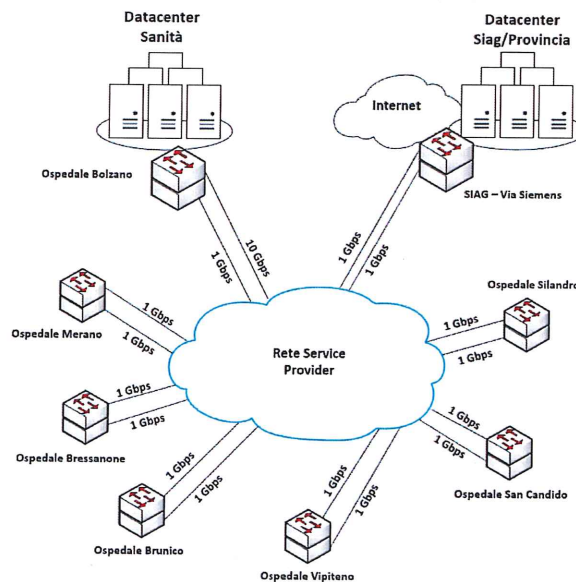 Datacenter
Sanità
Datacenter
Siag/Provincia
Internet
Ospedale Bolzano
SIAG – Via Siemens
1 Gbps
10 Gbps
1 Gbps
1 Gbps
Ospedale Silandro
1 Gbps
1 Gbps
Ospedale Merano
1 Gbps
1 Gbps
Rete Service
Provider
1 Gbps
1 Gbps
Ospedale Bressanone
1 Gbps
1 Gbps
Ospedale San Candido
1 Gbps
1 Gbps
Ospedale Brunico
1 Gbps
1 Gbps
Ospedale Vipiteno